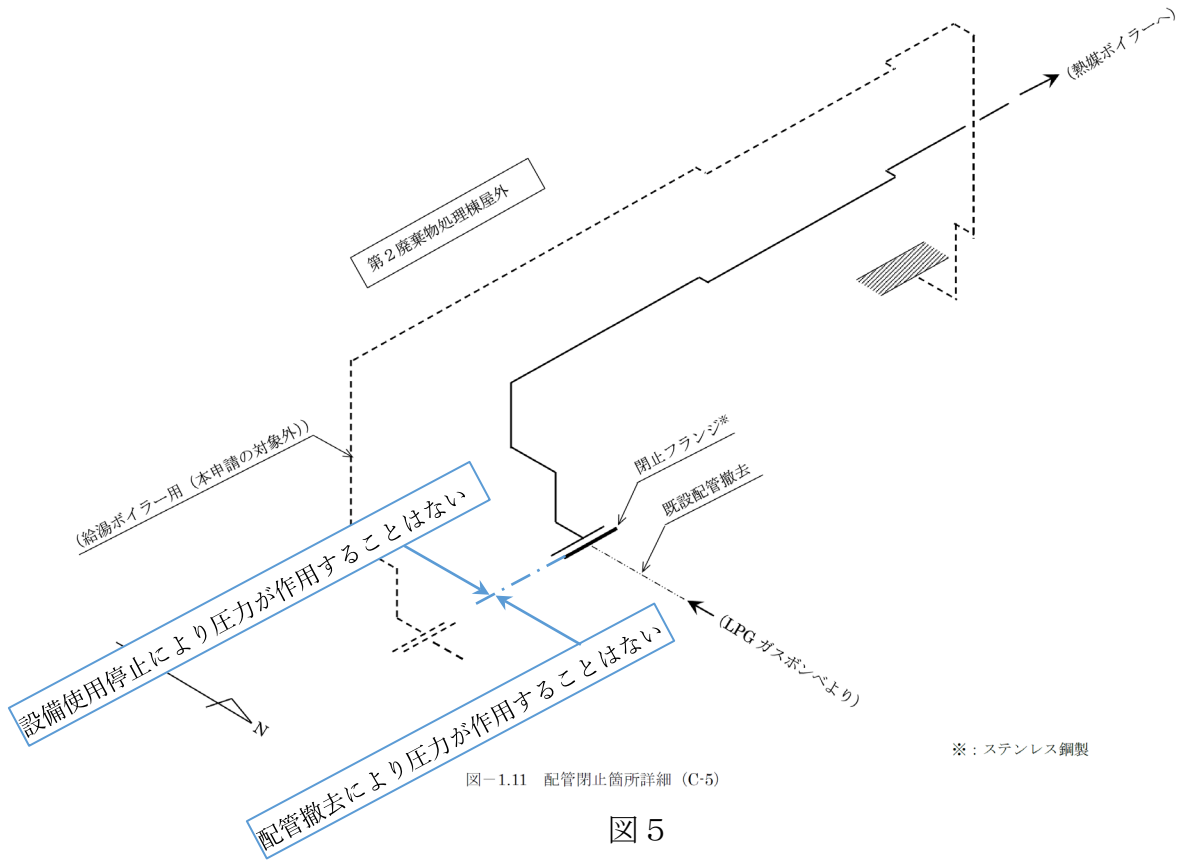 (熱媒ボイラーへ)
第２廃棄物処理棟屋外
閉止フランジ※
既設配管撤去
(給湯ボイラー用（本申請の対象外）)
設備使用停止により圧力が作用することはない
配管撤去により圧力が作用することはない
(LPG ガスボンベより)
N
※：ステンレス鋼製
図－1.11　配管閉止箇所詳細（C-5）
図５